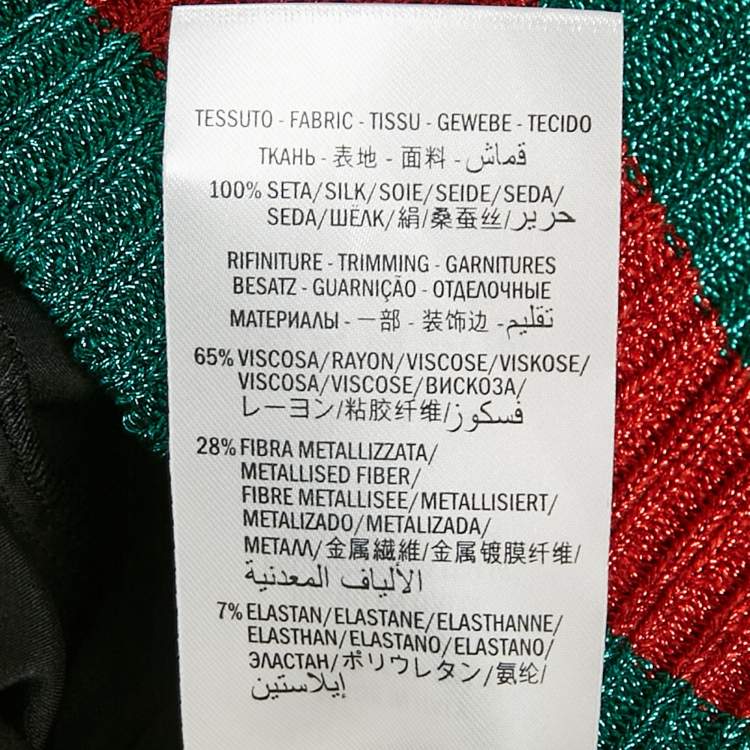 TESSUTO - FABRIC - TISSU - GEWEBE - TECIDO
ТКАНЬ - 表地 - 面料 - قماش
100% SETA/SILK/SOIE/SEIDE/SEDA/
SEDA/ШЁЛК/絹/桑蚕丝/حرير
RIFINITURE - TRIMMING - GARNITURES
BESATZ - GUARNIÇÃO - ОТДЕЛОЧНЫЕ
МАТЕРИАЛЫ - 一部 - 装饰边 - تقليم
65% VISCOSA/RAYON/VISCOSE/VISKOSE/
VISCOSA/VISCOSE/ВИСКОЗА/
レーヨン/粘胶纤维/فسكوز
28% FIBRA METALLIZZATA/
METALLISED FIBER/
FIBRE METALLISEE/METALLISIERT/
METALIZADO/METALIZADA/
МЕТАЛЛ/金属繊維/金属镀膜纤维/
الألياف المعدنية
7% ELASTAN/ELASTANE/ELASTHANNE/
ELASTHAN/ELASTANO/ELASTANO/
ЭЛАСТАН/ポリウレタン/氨纶/
إيلاستين